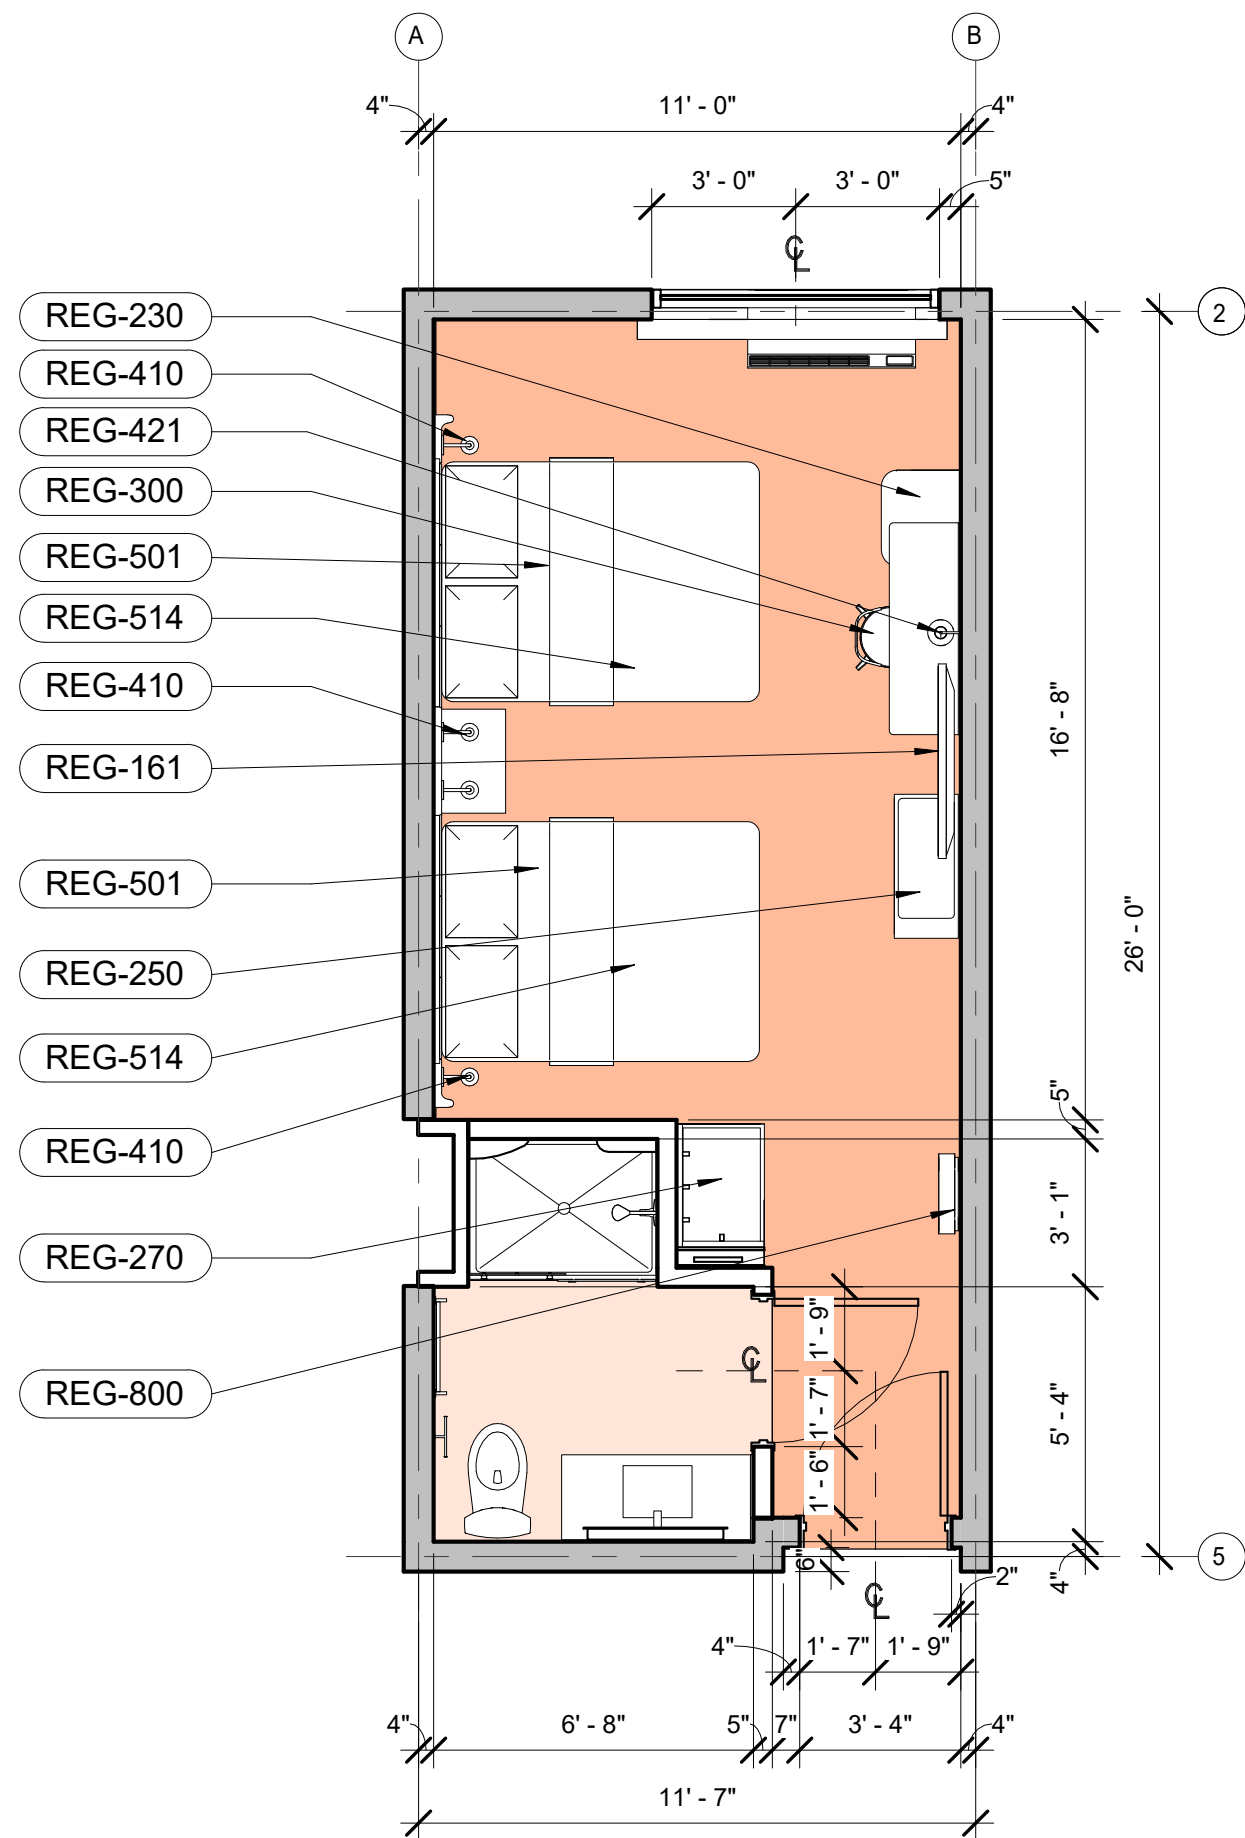 A
B
4"
11' - 0"
4"
3' - 0"
3' - 0"
5"
CL
2
REG-230
REG-410
REG-421
REG-300
REG-501
REG-514
REG-410
REG-161
REG-501
REG-250
REG-514
REG-410
REG-270
REG-800
16' - 8"
26' - 0"
5"
3' - 1"
5' - 4"
4"
1' - 9"
CL
1' - 7"
1' - 6"
6"
5
CL
2"
4"
1' - 7"
1' - 9"
4"
6' - 8"
5"
7"
3' - 4"
4"
11' - 7"